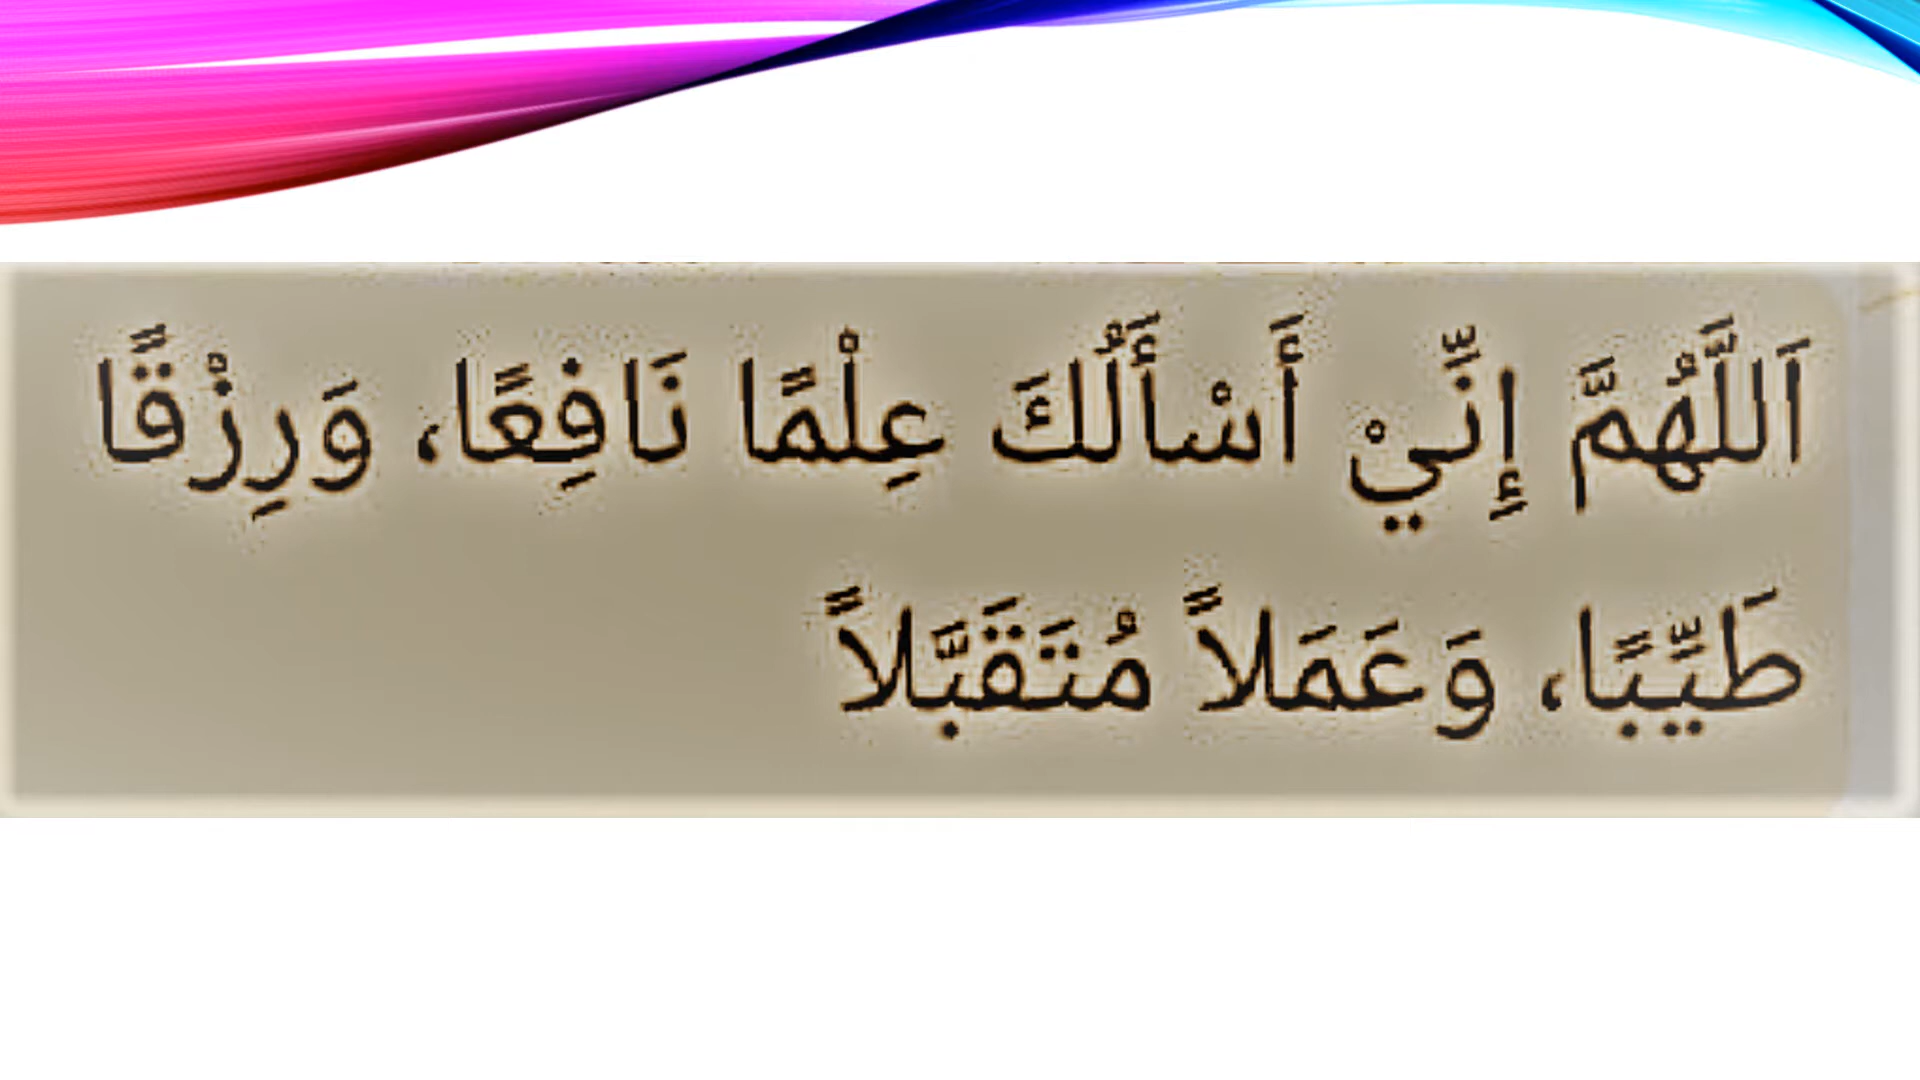 اَللَّهُمَّ إِنِّيْ أَسْأَلُكَ عِلْمًا نَافِعًا، وَرِزْقًا
طَيِّبًا، وَعَمَلاً مُتَقَبَّلاً